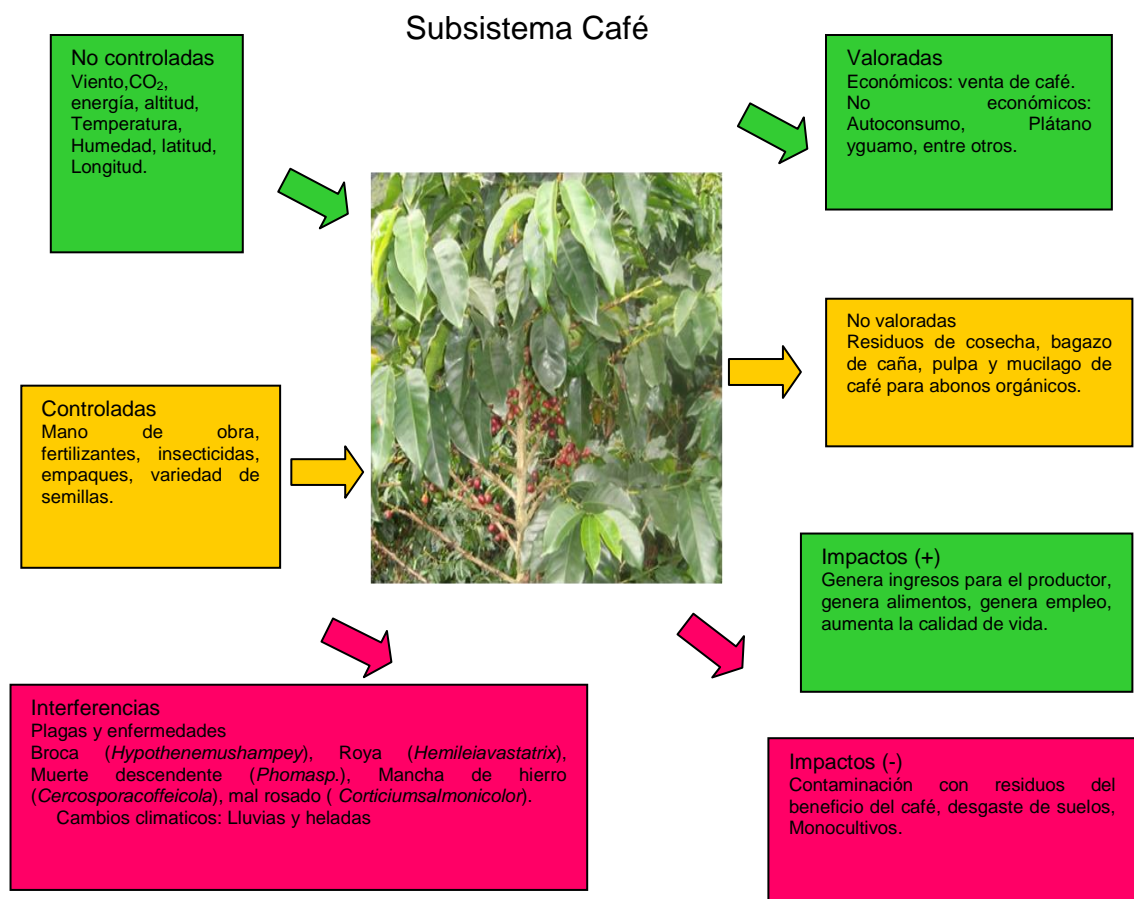 Subsistema Café
No controladas
Viento,CO₂,
energía, altitud,
Temperatura,
Humedad, latitud,
Longitud.
Valoradas
Económicos: venta de café.
No económicos:
Autoconsumo, Plátano
yguamo, entre otros.
Controladas
Mano de obra,
fertilizantes, insecticidas,
empaques, variedad de
semillas.
No valoradas
Residuos de cosecha, bagazo
de caña, pulpa y mucilago de
café para abonos orgánicos.
Impactos (+)
Genera ingresos para el productor,
genera alimentos, genera empleo,
aumenta la calidad de vida.
Interferencias
Plagas y enfermedades
Broca (Hypothenemushampey), Roya (Hemileiavastatrix),
Muerte descendente (Phomasp.), Mancha de hierro
(Cercosporacoffeicola), mal rosado ( Corticiumsalmonicolor).
Cambios climaticos: Lluvias y heladas
Impactos (-)
Contaminación con residuos del
beneficio del café, desgaste de suelos,
Monocultivos.